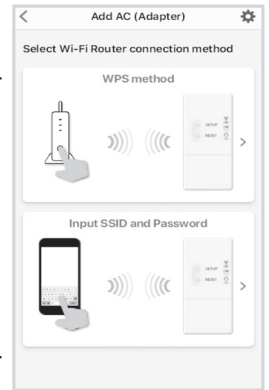 Add AC (Adapter)
Select Wi-Fi Router connection method
WPS method
SETUP
RESET
Input SSID and Password
SETUP
RESET